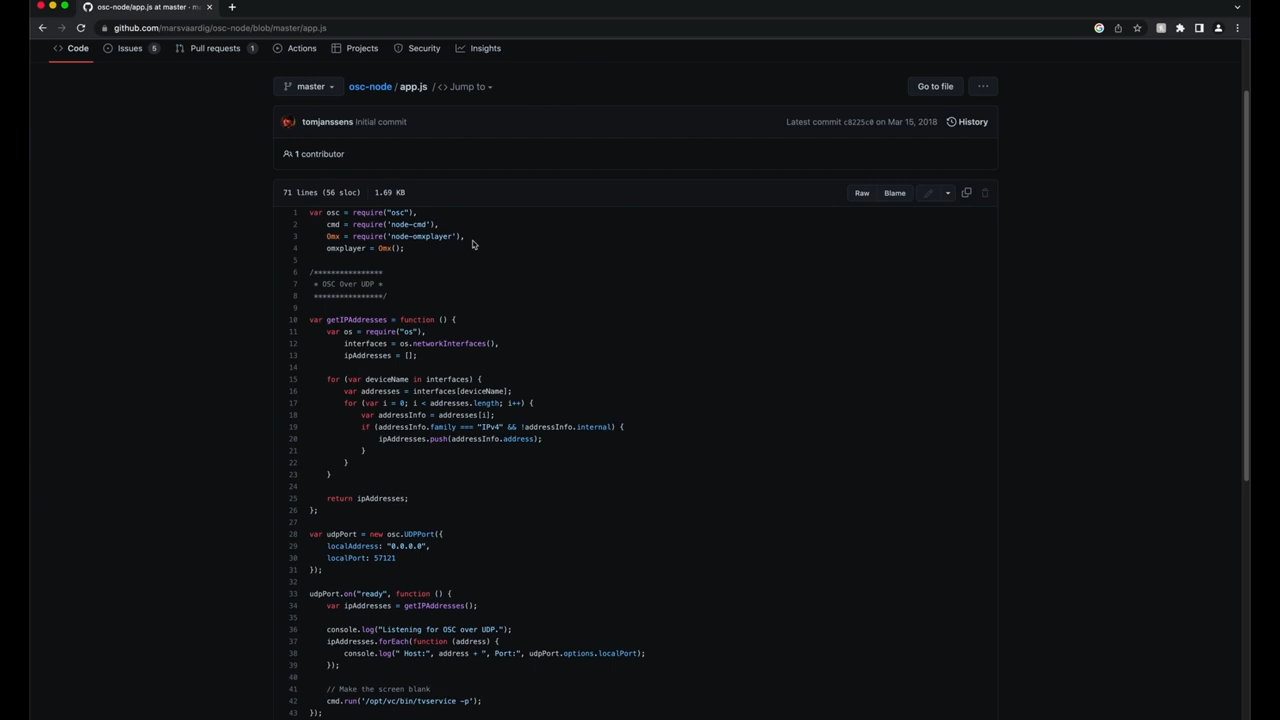 osc-node/app.js at master · mar
github.com/marsvaardig/osc-node/blob/master/app.js
Code Issues 5 Pull requests 1 Actions Projects Security Insights
master osc-node / app.js / <> Jump to Go to file ...
tomjanssens Initial commit Latest commit c8225c0 on Mar 15, 2018 History
1 contributor
71 lines (56 sloc) 1.69 KB Raw Blame
1 var osc = require("osc"),
2 cmd = require('node-cmd'),
3 Omx = require('node-omxplayer'),
4 omxplayer = Omx();
5
6 /****************
7 * OSC Over UDP *
8 ****************/
9
10 var getIPAddresses = function () {
11 var os = require("os"),
12 interfaces = os.networkInterfaces(),
13 ipAddresses = [];
14
15 for (var deviceName in interfaces) {
16 var addresses = interfaces[deviceName];
17 for (var i = 0; i < addresses.length; i++) {
18 var addressInfo = addresses[i];
19 if (addressInfo.family === "IPv4" && !addressInfo.internal) {
20 ipAddresses.push(addressInfo.address);
21 }
22 }
23 }
24
25 return ipAddresses;
26 };
27
28 var udpPort = new osc.UDPPort({
29 localAddress: "0.0.0.0",
30 localPort: 57121
31 });
32
33 udpPort.on("ready", function () {
34 var ipAddresses = getIPAddresses();
35
36 console.log("Listening for OSC over UDP.");
37 ipAddresses.forEach(function (address) {
38 console.log(" Host:", address + ", Port:", udpPort.options.localPort);
39 });
40
41 // Make the screen blank
42 cmd.run('/opt/vc/bin/tvservice -p');
43 });